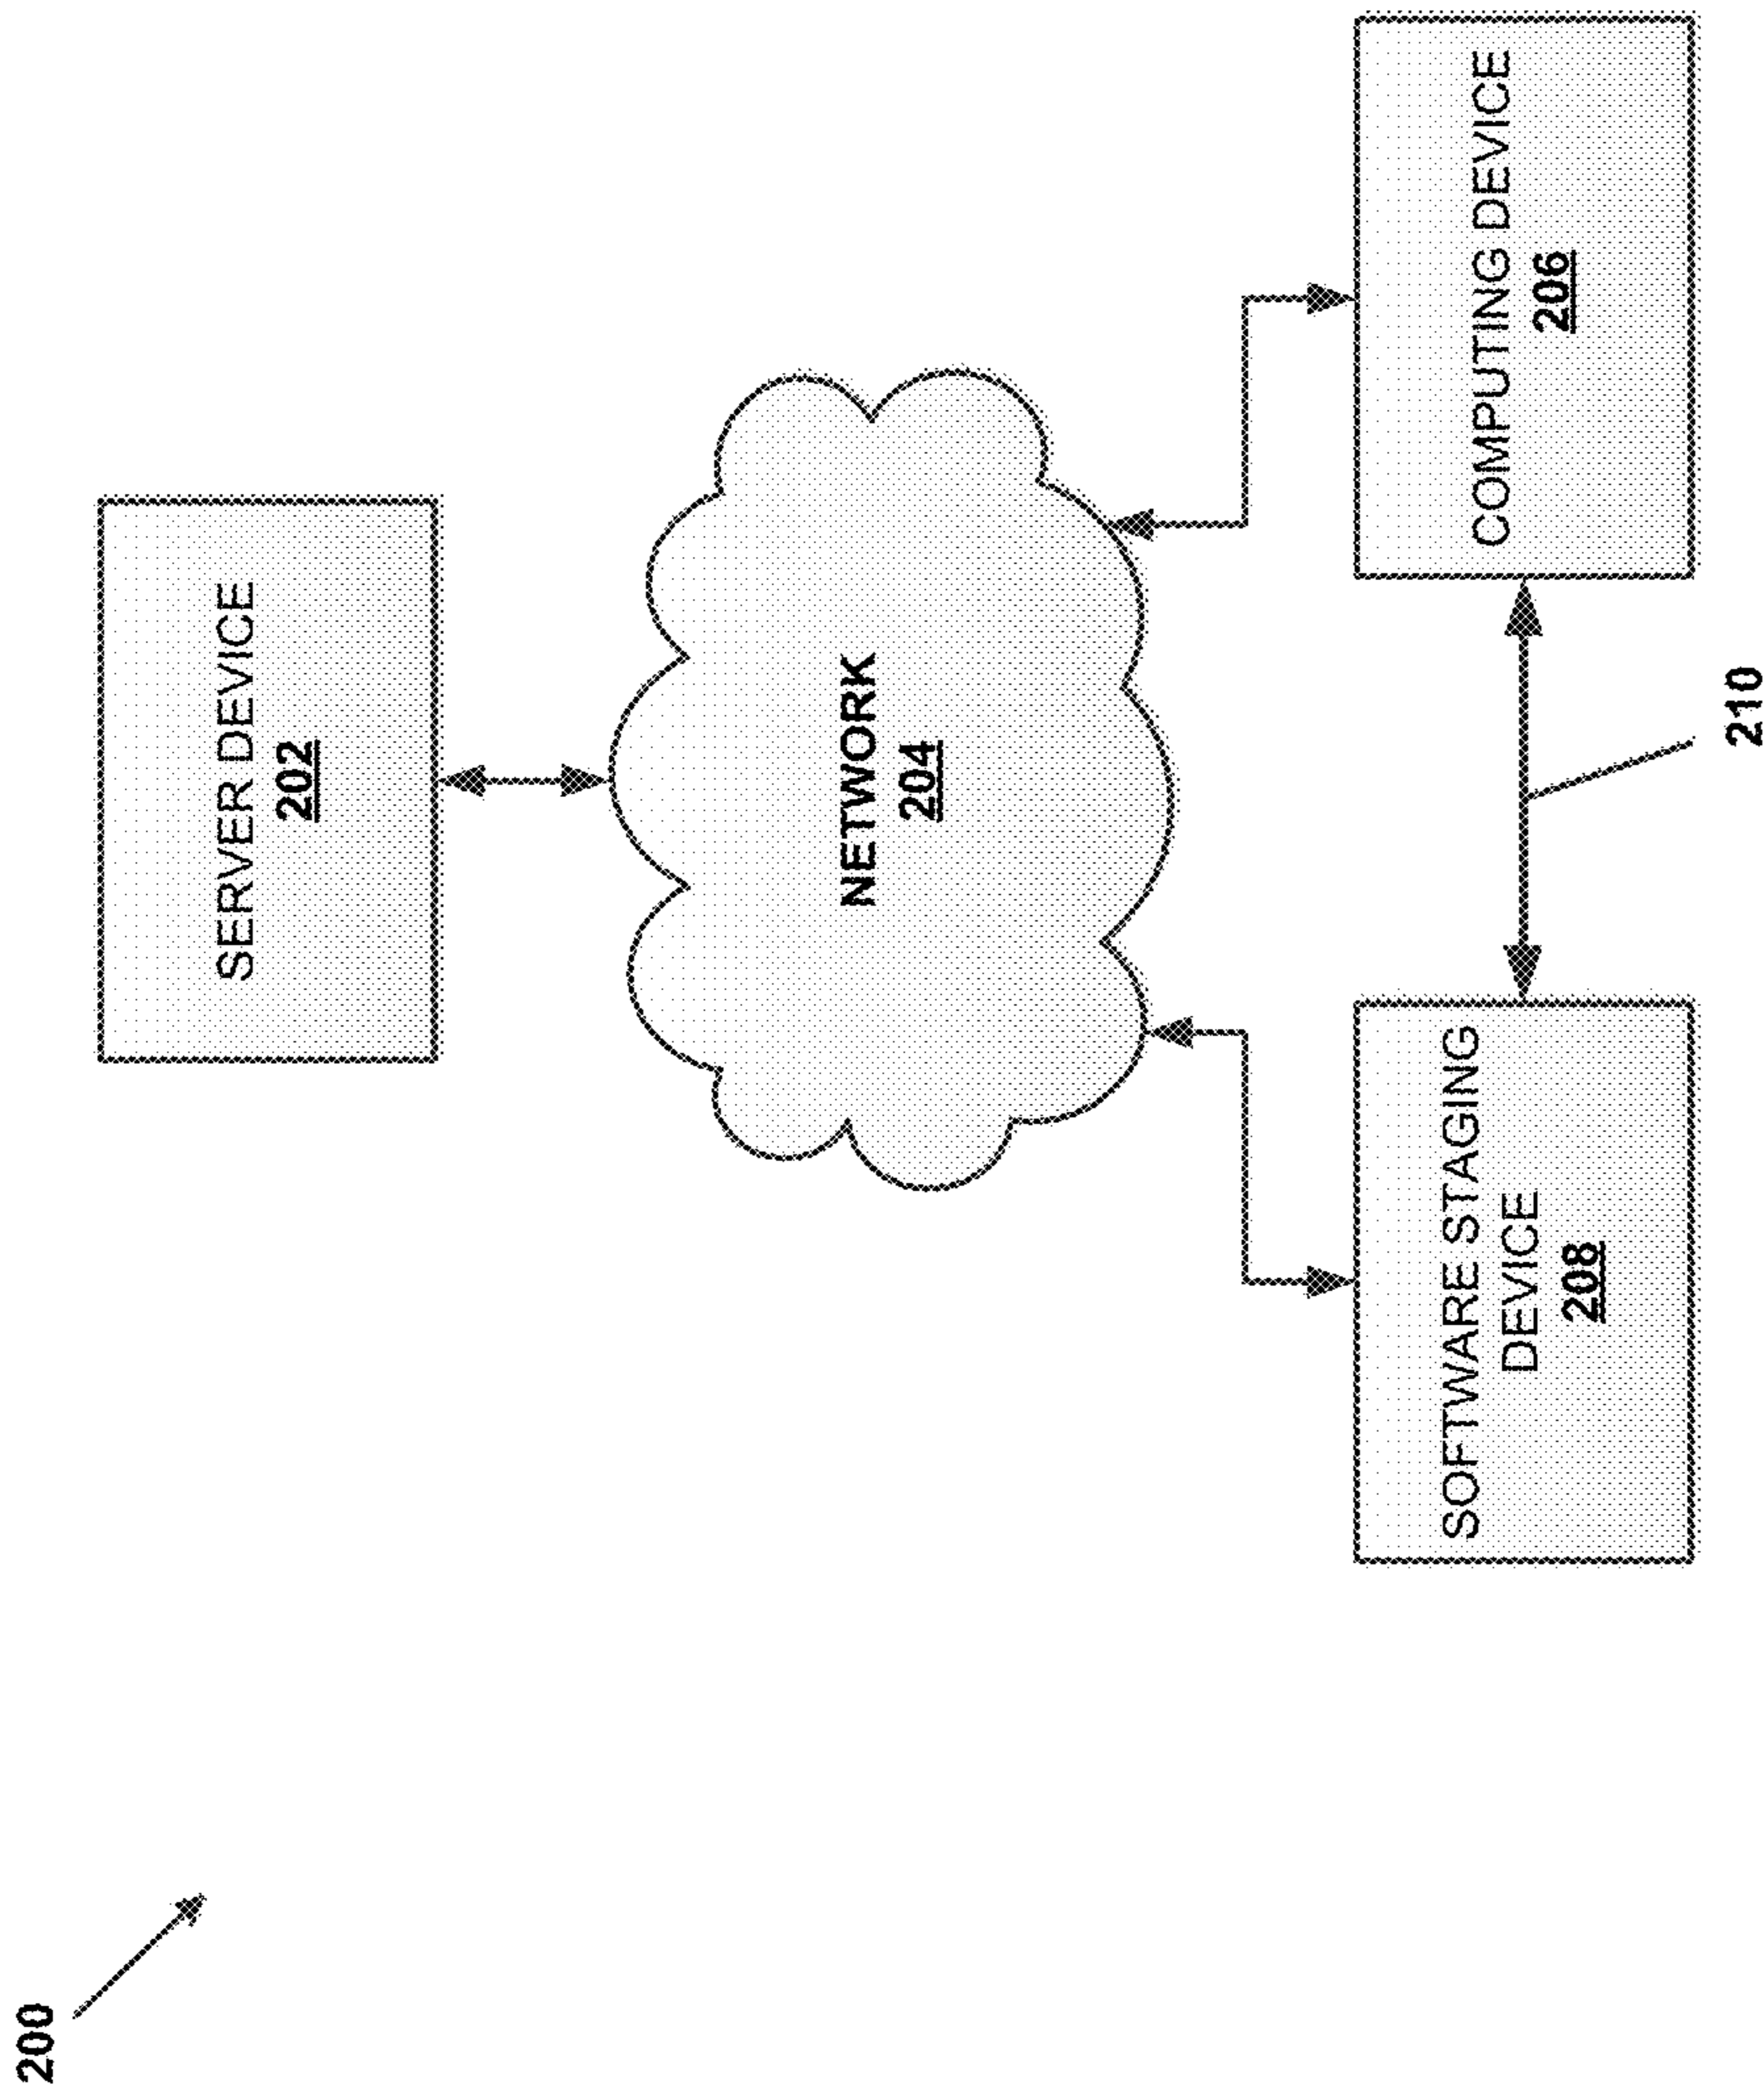 200
SERVER DEVICE
202
NETWORK
204
SOFTWARE STAGING
DEVICE
208
COMPUTING DEVICE
206
210